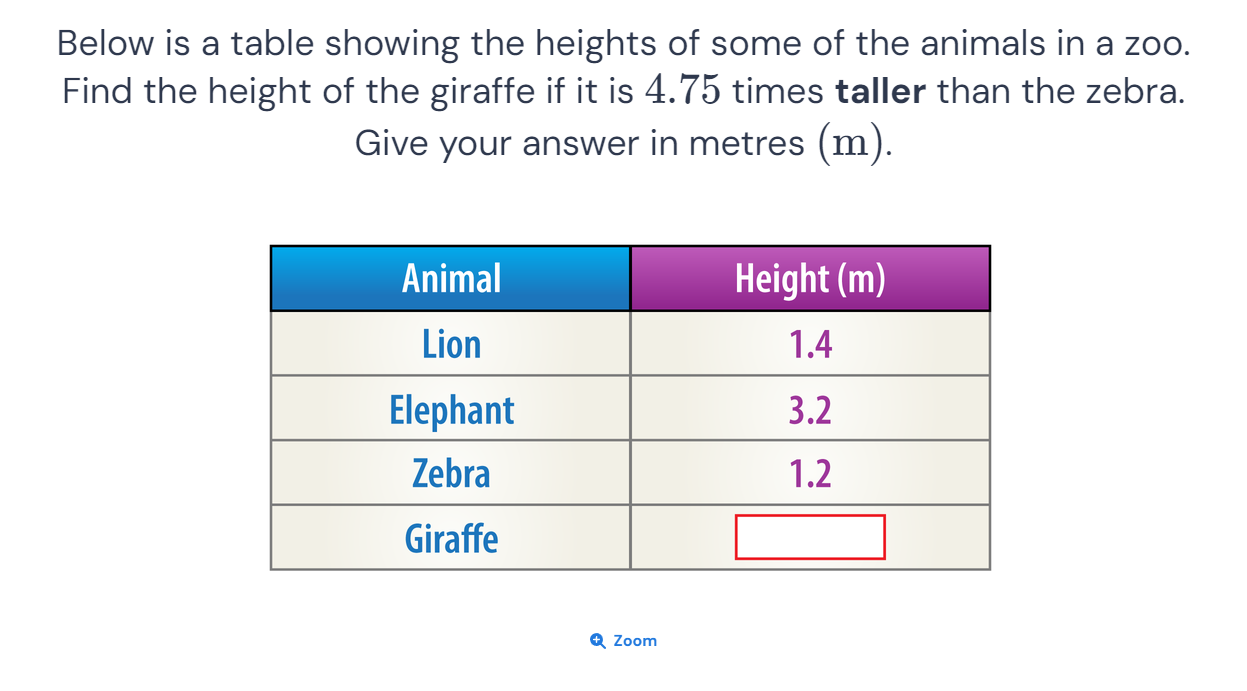 Below is a table showing the heights of some of the animals in a zoo.
Find the height of the giraffe if it is 4.75 times taller than the zebra.
Give your answer in metres (m).
Animal Height (m)
Lion 1.4
Elephant 3.2
Zebra 1.2
Giraffe
Zoom